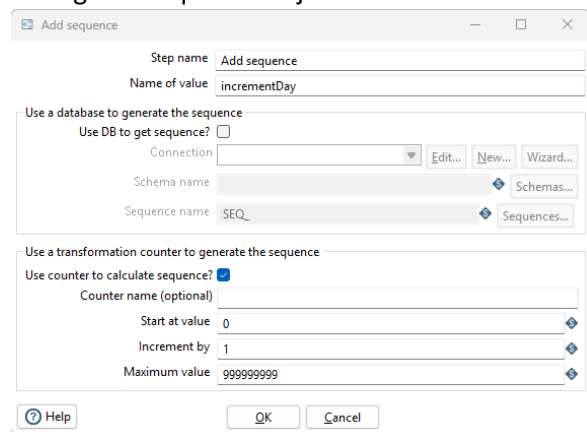 Add sequence
Step name Add sequence
Name of value incrementDay
Use a database to generate the sequence
Use DB to get sequence?
Connection Edit... New... Wizard...
Schema name Schemas...
Sequence name SEQ_ Sequences...
Use a transformation counter to generate the sequence
Use counter to calculate sequence?
Counter name (optional)
Start at value 0
Increment by 1
Maximum value 999999999
Help OK Cancel